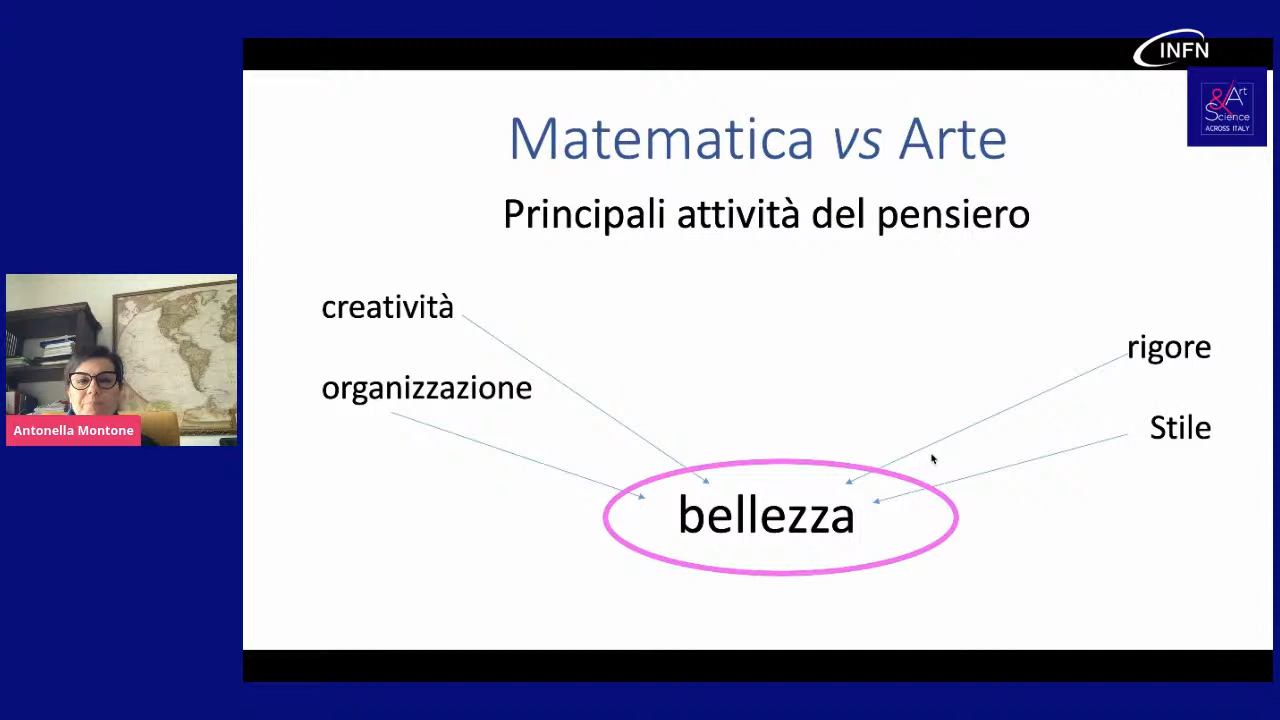 INFN
& Art
Science
ACROSS ITALY
Matematica vs Arte
Principali attività del pensiero
creatività
organizzazione
rigore
Stile
bellezza
Antonella Montone